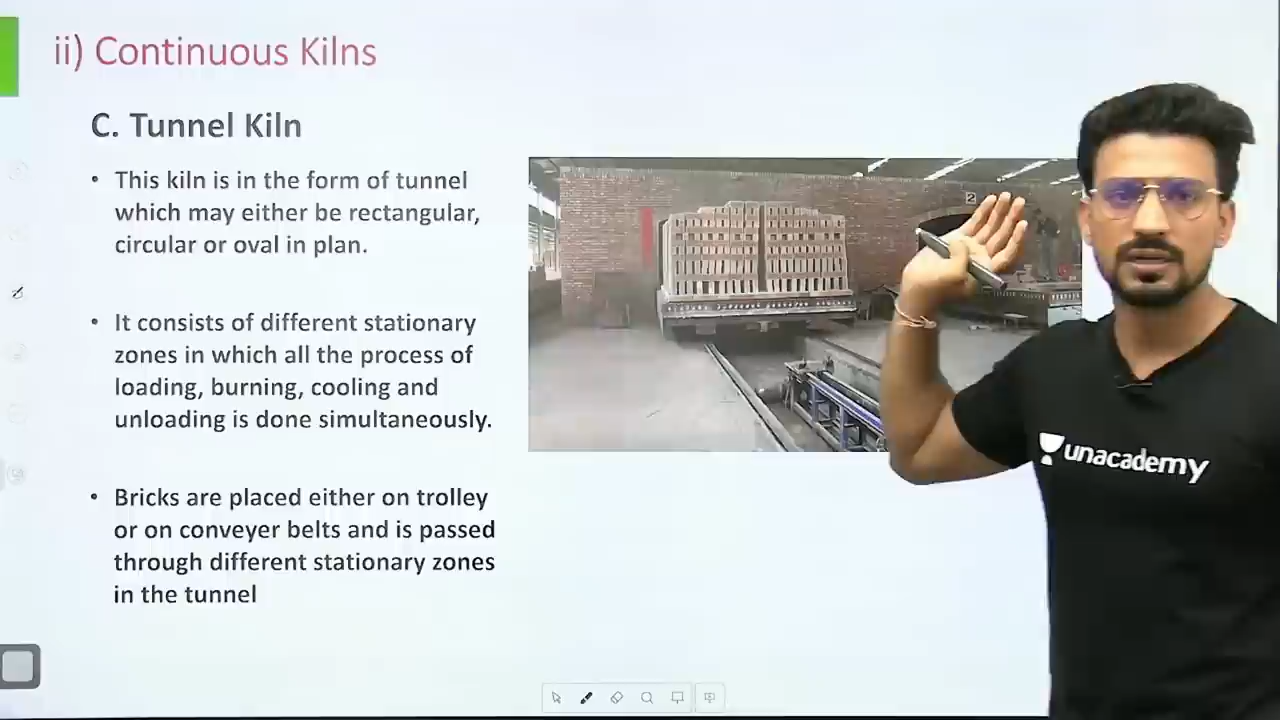 ii) Continuous Kilns
C. Tunnel Kiln
• This kiln is in the form of tunnel
which may either be rectangular,
circular or oval in plan.
• It consists of different stationary
zones in which all the process of
loading, burning, cooling and
unloading is done simultaneously.
• Bricks are placed either on trolley
or on conveyer belts and is passed
through different stationary zones
in the tunnel
2
unacademy